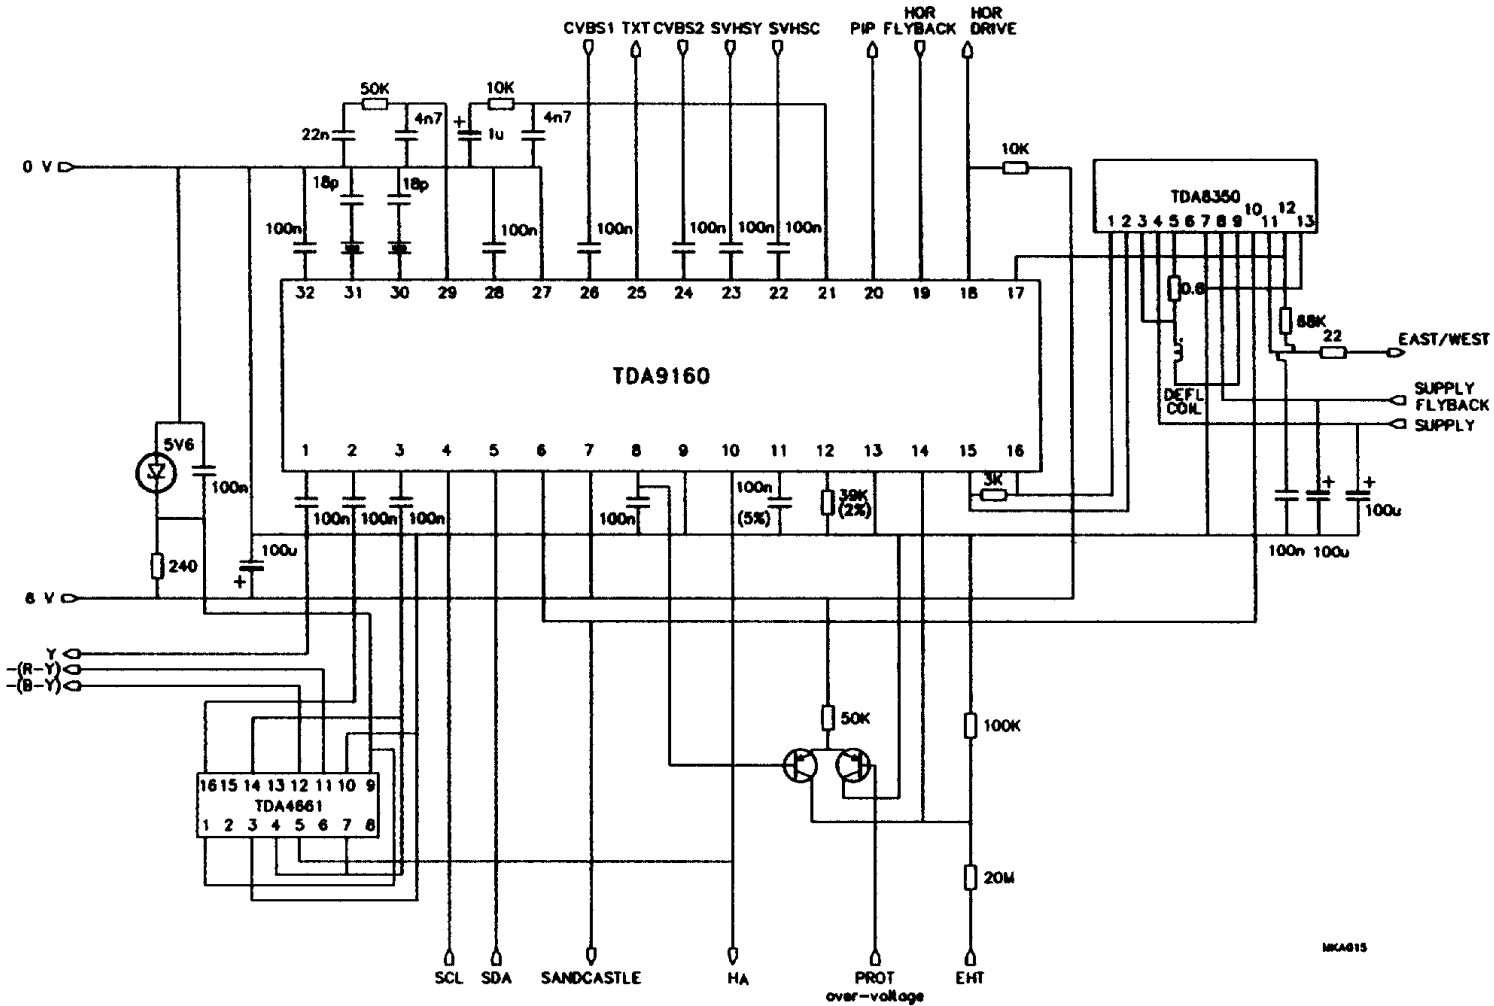 CVBS1 TXT CVBS2 SVHSY SVHSC PIP HOR FLYBACK HOR DRIVE
50K
10K
22n
4n7
+ 1u
4n7
0 V
10K
18p
18p
TDA8350
1 2 3 4 5 6 7 8 9 10 11 12 13
100n
100n
100n
100n
100n
100n
32 31 30 29 28 27 26 25 24 23 22 21 20 19 18 17
0.6
68K
22
EAST/WEST
TDA9160
DEFL COIL
SUPPLY FLYBACK
SUPPLY
5V6
100n
1 2 3 4 5 6 7 8 9 10 11 12 13 14 15 16
100n
100n
100n
100n
100n
(5%)
39K
(2%)
3K
+
+
100u
100n
100u
100u
+
240
8 V
Y
-(R-Y)
-(B-Y)
50K
100K
16 15 14 13 12 11 10 9
TDA4661
1 2 3 4 5 6 7 8
20M
SCL SDA SANDCASTLE HA PROT EHT
over-voltage